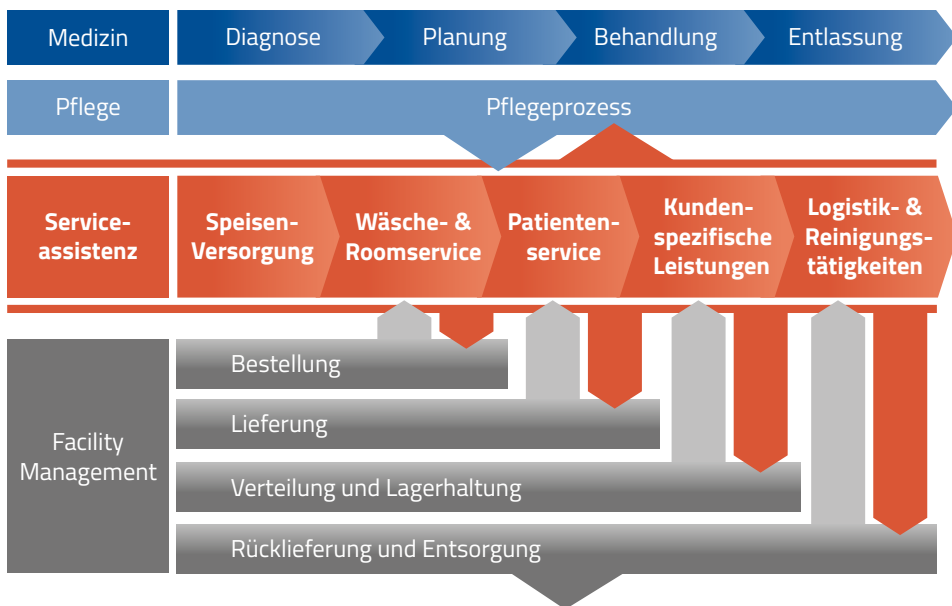 Medizin
Diagnose
Planung
Behandlung
Entlassung
Pflege
Pflegeprozess
Service-
assistenz
Speisen-
Versorgung
Wäsche- &
Roomservice
Patienten-
service
Kunden-
spezifische
Leistungen
Logistik- &
Reinigungs-
tätigkeiten
Facility
Management
Bestellung
Lieferung
Verteilung und Lagerhaltung
Rücklieferung und Entsorgung